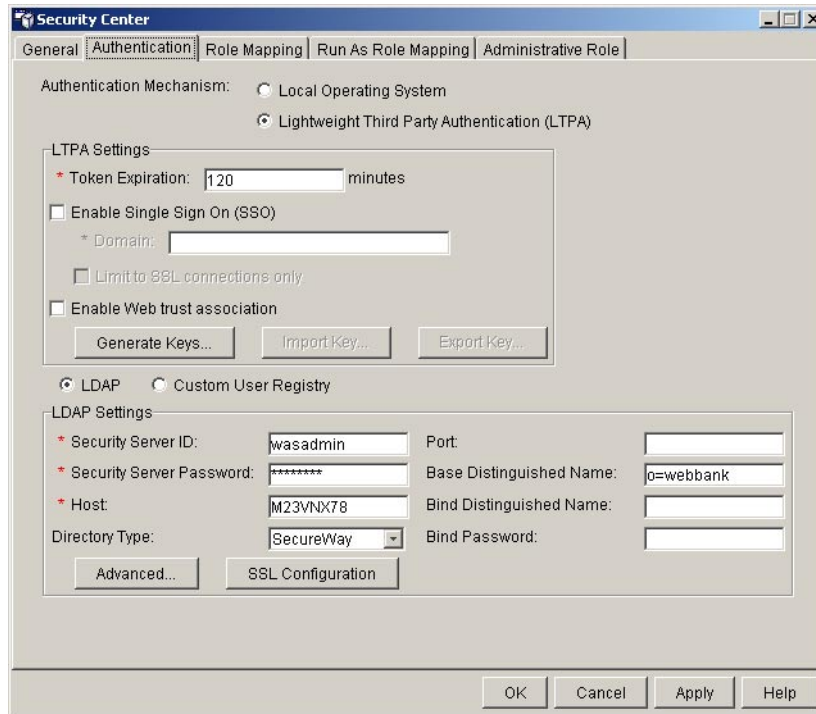 Security Center
General Authentication Role Mapping Run As Role Mapping Administrative Role
Authentication Mechanism: Local Operating System
Lightweight Third Party Authentication (LTPA)
LTPA Settings
* Token Expiration: 120 minutes
Enable Single Sign On (SSO)
* Domain:
Limit to SSL connections only
Enable Web trust association
Generate Keys... Import Key... Export Key...
LDAP Custom User Registry
LDAP Settings
* Security Server ID: wasadmin Port:
* Security Server Password: ******** Base Distinguished Name: o=webbank
* Host: M23VNX78 Bind Distinguished Name:
Directory Type: SecureWay Bind Password:
Advanced... SSL Configuration
OK Cancel Apply Help